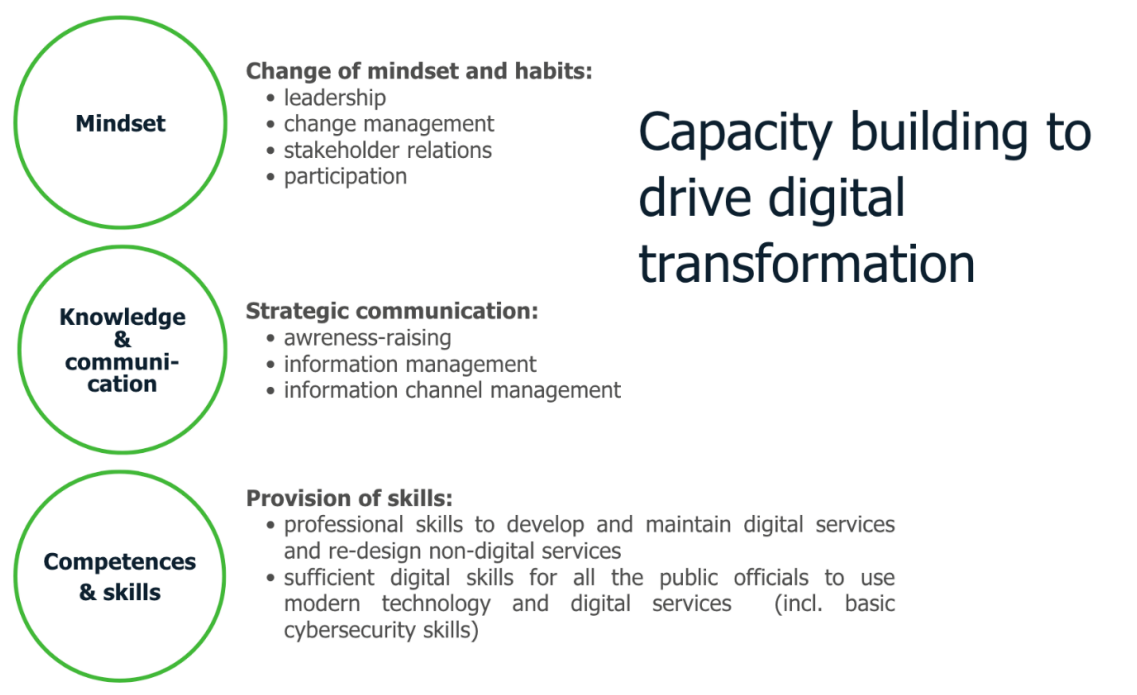 Capacity building to
drive digital
transformation
Mindset
Change of mindset and habits:
• leadership
• change management
• stakeholder relations
• participation
Knowledge
&
communi-
cation
Strategic communication:
• awreness-raising
• information management
• information channel management
Competences
& skills
Provision of skills:
• professional skills to develop and maintain digital services
and re-design non-digital services
• sufficient digital skills for all the public officials to use
modern technology and digital services (incl. basic
cybersecurity skills)